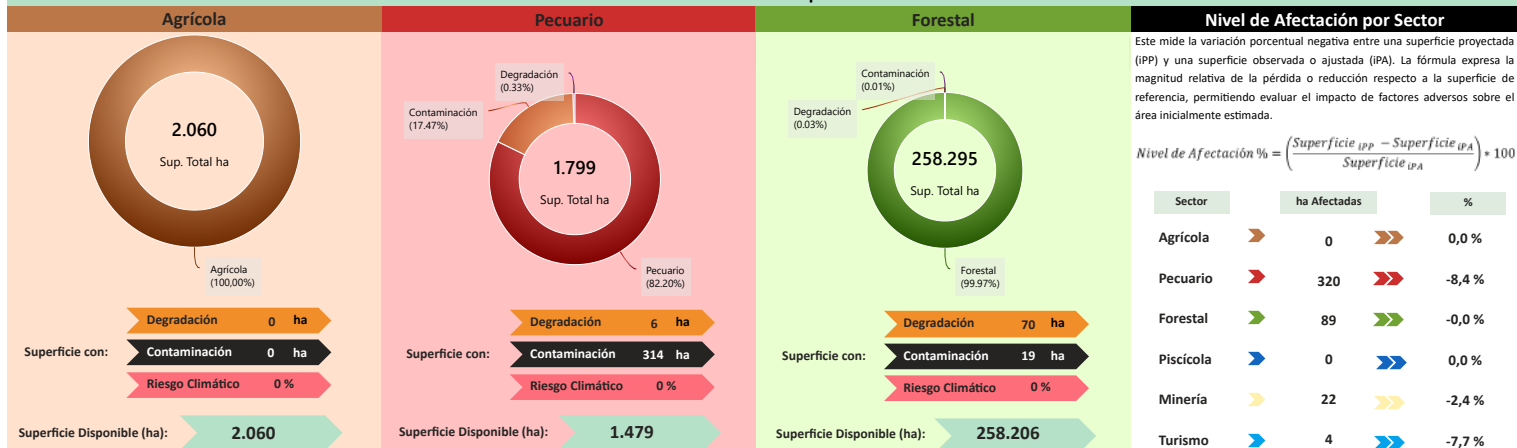 Agrícola
2.060
Sup. Total ha
Agrícola
(100,00%)
Superficie con:
Degradación 0 ha
Contaminación 0 ha
Riesgo Climático 0 %
Superficie Disponible (ha): 2.060
Pecuario
Degradación
(0.33%)
Contaminación
(17.47%)
1.799
Sup. Total ha
Pecuario
(82.20%)
Superficie con:
Degradación 6 ha
Contaminación 314 ha
Riesgo Climático 0 %
Superficie Disponible (ha): 1.479
Forestal
Contaminación
(0.01%)
Degradación
(0.03%)
258.295
Sup. Total ha
Forestal
(99.97%)
Superficie con:
Degradación 70 ha
Contaminación 19 ha
Riesgo Climático 0 %
Superficie Disponible (ha): 258.206
Nivel de Afectación por Sector
Este mide la variación porcentual negativa entre una superficie proyectada
(iPP) y una superficie observada o ajustada (iPA). La fórmula expresa la
magnitud relativa de la pérdida o reducción respecto a la superficie de
referencia, permitiendo evaluar el impacto de factores adversos sobre el
área inicialmente estimada.
Nivel de Afectación % = (Superficie iPP − Superficie iPA / Superficie iPA) * 100
Sector ha Afectadas %
Agrícola 0 0,0 %
Pecuario 320 -8,4 %
Forestal 89 -0,0 %
Piscícola 0 0,0 %
Minería 22 -2,4 %
Turismo 4 -7,7 %